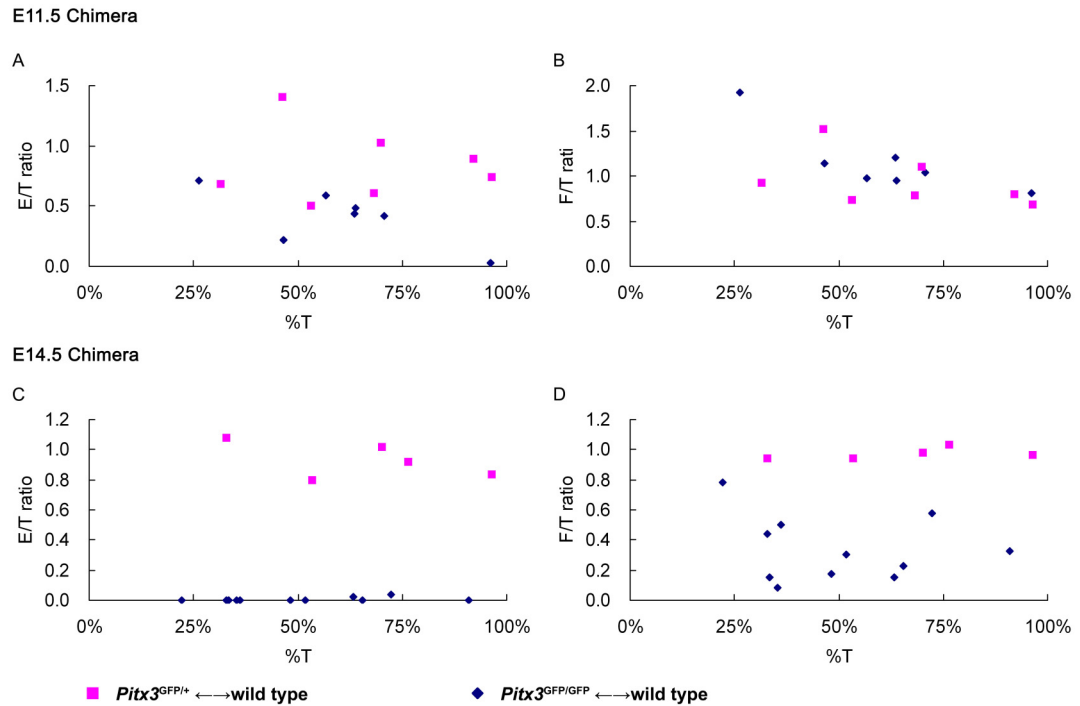 E11.5 Chimera
A
B
E/T ratio
1.5
1.0
0.5
0.0
0% 25% 50% 75% 100%
%T
F/T rati
2.0
1.5
1.0
0.5
0.0
0% 25% 50% 75% 100%
%T
E14.5 Chimera
C
D
E/T ratio
1.2
1.0
0.8
0.6
0.4
0.2
0.0
0% 25% 50% 75% 100%
%T
F/T ratio
1.2
1.0
0.8
0.6
0.4
0.2
0.0
0% 25% 50% 75% 100%
%T
Pitx3GFP/+ ←→wild type
Pitx3GFP/GFP ←→wild type